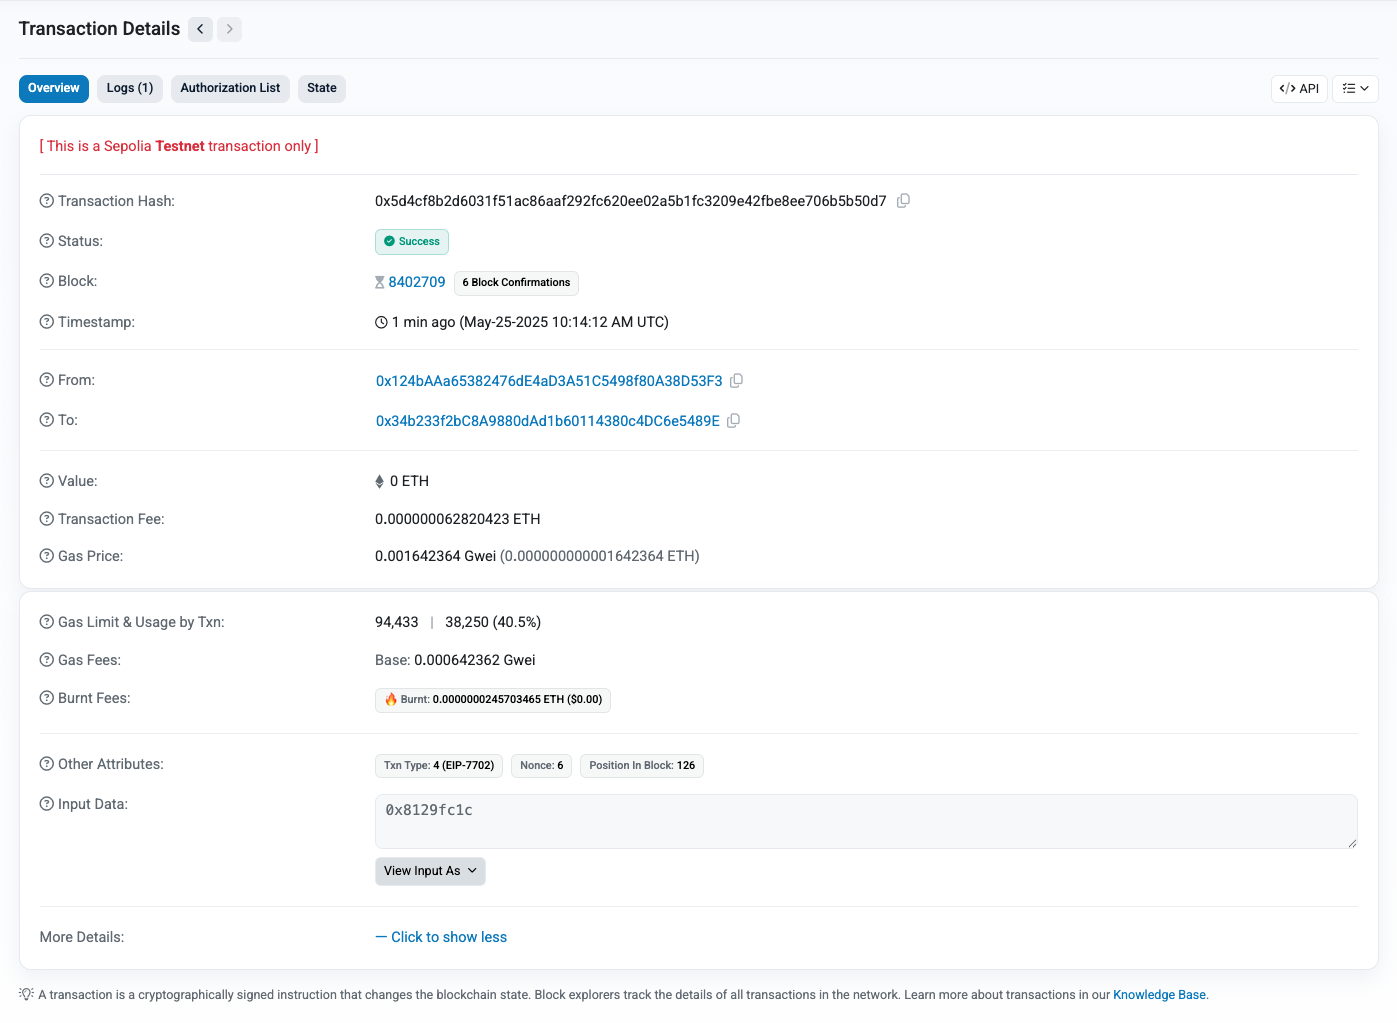 Transaction Details
Overview Logs (1) Authorization List State </> API
[ This is a Sepolia Testnet transaction only ]
Transaction Hash: 0x5d4cf8b2d6031f51ac86aaf292fc620ee02a5b1fc3209e42fbe8ee706b5b50d7
Status: Success
Block: 8402709 6 Block Confirmations
Timestamp: 1 min ago (May-25-2025 10:14:12 AM UTC)
From: 0x124bAAa65382476dE4aD3A51C5498f80A38D53F3
To: 0x34b233f2bC8A9880dAd1b60114380c4DC6e5489E
Value: 0 ETH
Transaction Fee: 0.000000062820423 ETH
Gas Price: 0.001642364 Gwei (0.000000000001642364 ETH)
Gas Limit & Usage by Txn: 94,433 | 38,250 (40.5%)
Gas Fees: Base: 0.000642362 Gwei
Burnt Fees: Burnt: 0.0000000245703465 ETH ($0.00)
Other Attributes: Txn Type: 4 (EIP-7702) Nonce: 6 Position In Block: 126
Input Data: 0x8129fc1c
View Input As
More Details: — Click to show less
A transaction is a cryptographically signed instruction that changes the blockchain state. Block explorers track the details of all transactions in the network. Learn more about transactions in our Knowledge Base.